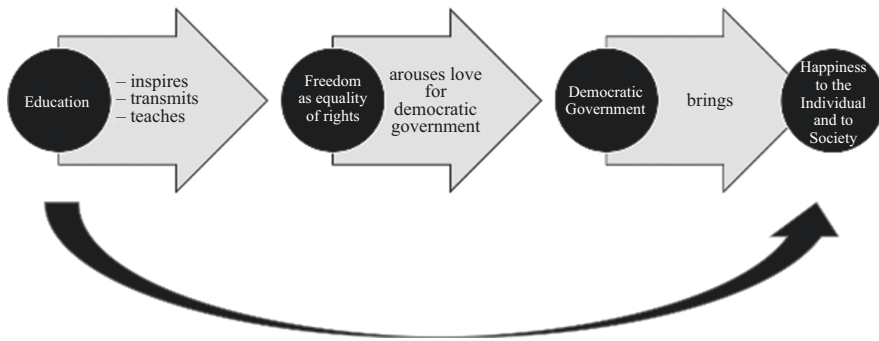 Education
– inspires
– transmits
– teaches
Freedom
as equality
of rights
arouses love
for
democratic
government
Democratic
Government
brings
Happiness
to the
Individual
and to
Society